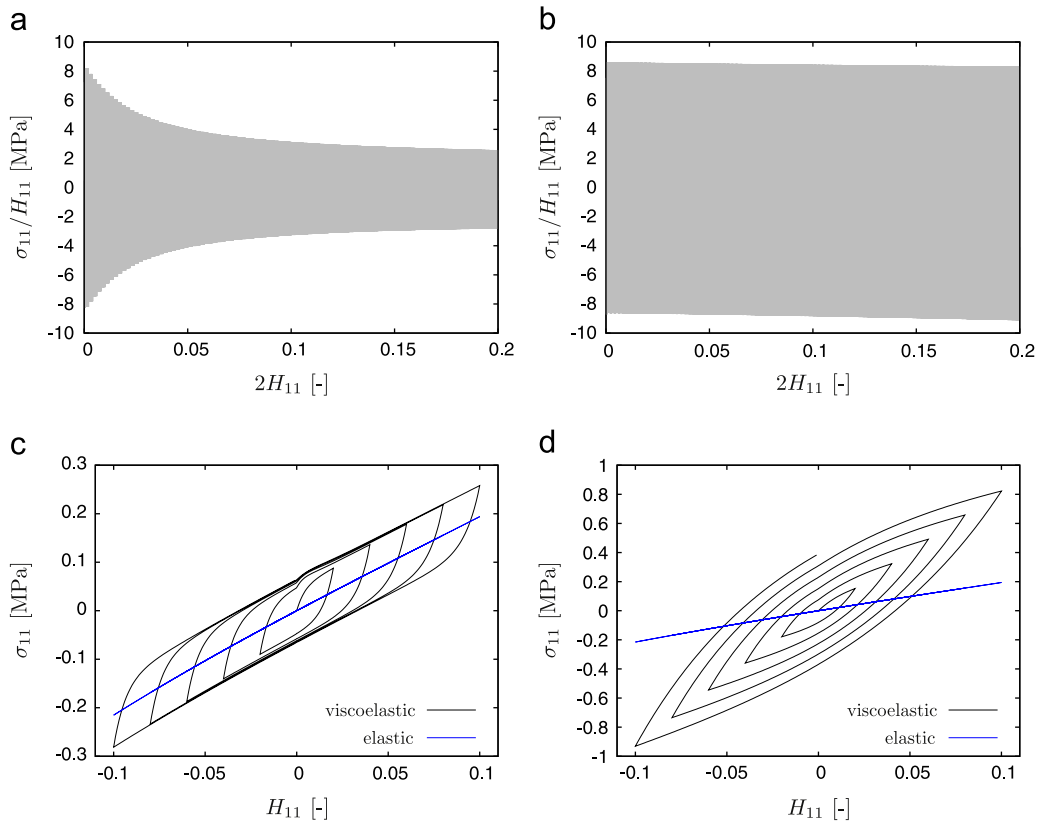 a
10
8
6
4
2
0
-2
-4
-6
-8
-10
σ₁₁/H₁₁ [MPa]
0 0.05 0.1 0.15 0.2
2H₁₁ [-]
b
10
8
6
4
2
0
-2
-4
-6
-8
-10
σ₁₁/H₁₁ [MPa]
0 0.05 0.1 0.15 0.2
2H₁₁ [-]
c
0.3
0.2
0.1
0
-0.1
-0.2
-0.3
σ₁₁ [MPa]
viscoelastic
elastic
-0.1 -0.05 0 0.05 0.1
H₁₁ [-]
d
1
0.8
0.6
0.4
0.2
0
-0.2
-0.4
-0.6
-0.8
-1
σ₁₁ [MPa]
viscoelastic
elastic
-0.1 -0.05 0 0.05 0.1
H₁₁ [-]